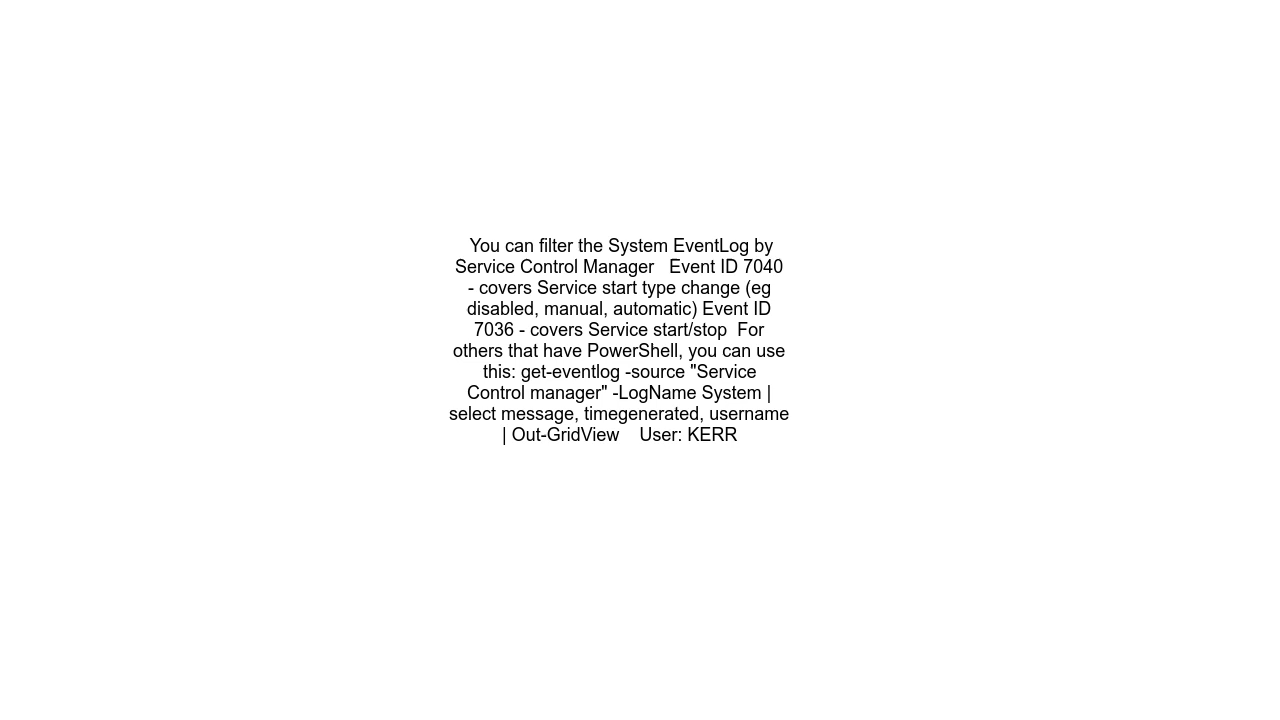 You can filter the System EventLog by
Service Control Manager   Event ID 7040
- covers Service start type change (eg
disabled, manual, automatic) Event ID
7036 - covers Service start/stop  For
others that have PowerShell, you can use
this: get-eventlog -source "Service
Control manager" -LogName System |
select message, timegenerated, username
| Out-GridView    User: KERR